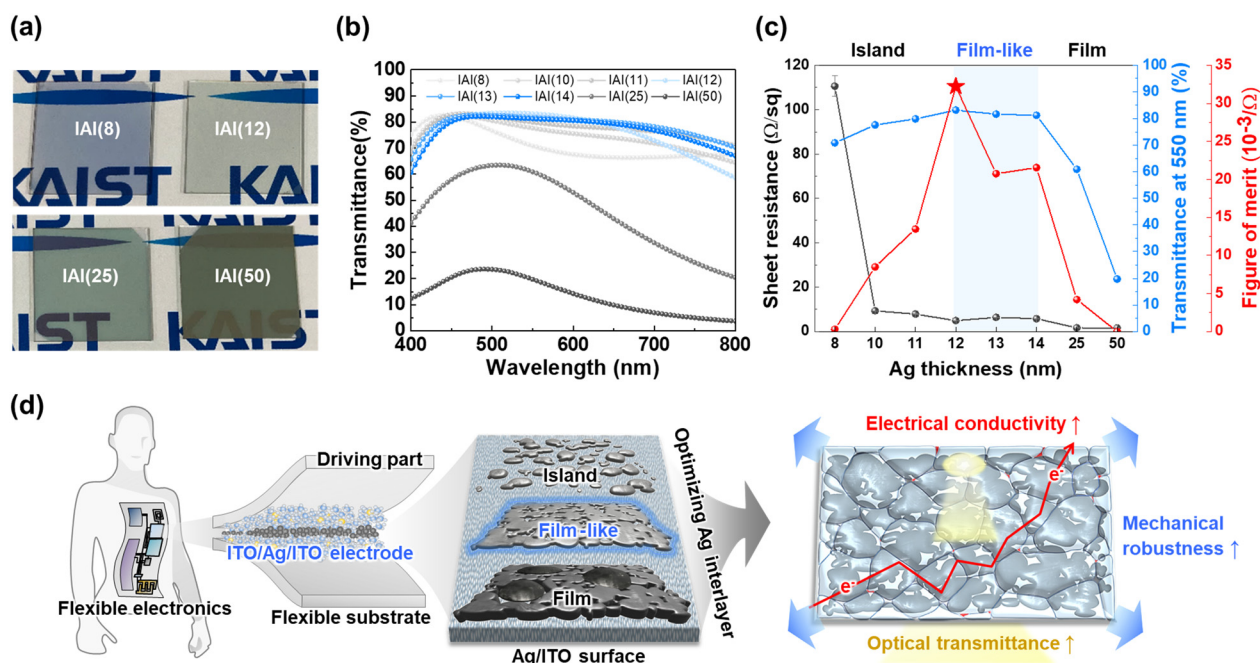 (a)
KAIST
IAI(8)
IAI(12)
KAIST
KAIST
IAI(25)
IAI(50)
KAIST
KAIST
(b)
IAI(8) IAI(10) IAI(11) IAI(12)
IAI(13) IAI(14) IAI(25) IAI(50)
Transmittance(%)
100
90
80
70
60
50
40
30
20
10
0
400 500 600 700 800
Wavelength (nm)
(c)
Island Film-like Film
Sheet resistance (Ω/sq)
120
100
80
60
40
20
0
8 10 11 12 13 14 25 50
Ag thickness (nm)
100
90
80
70
60
50
40
30
20
10
0
Transmittance at 550 nm (%)
35
30
25
20
15
10
5
0
Figure of merit (10⁻³/Ω)
(d)
Flexible electronics
Driving part
ITO/Ag/ITO electrode
Flexible substrate
Island
Film-like
Film
Ag/ITO surface
Optimizing Ag interlayer
Electrical conductivity ↑
e⁻
e⁻
Mechanical
robustness ↑
Optical transmittance ↑